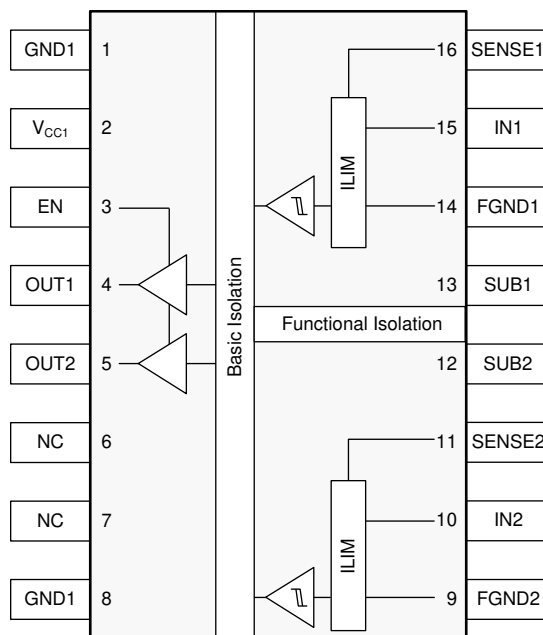 GND1 1 16 SENSE1
VCC1 2 15 IN1
EN 3 14 FGND1
OUT1 4 13 SUB1
OUT2 5 12 SUB2
NC 6 11 SENSE2
NC 7 10 IN2
GND1 8 9 FGND2
Basic Isolation
Functional Isolation
ILIM
ILIM